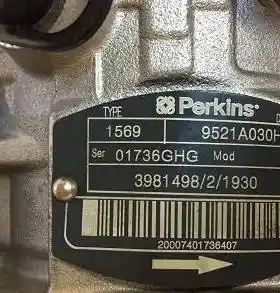 Perkins
TYPE
1569 9521A030H
Ser 01736GHG Mod
3981498/2/1930
20007401736407